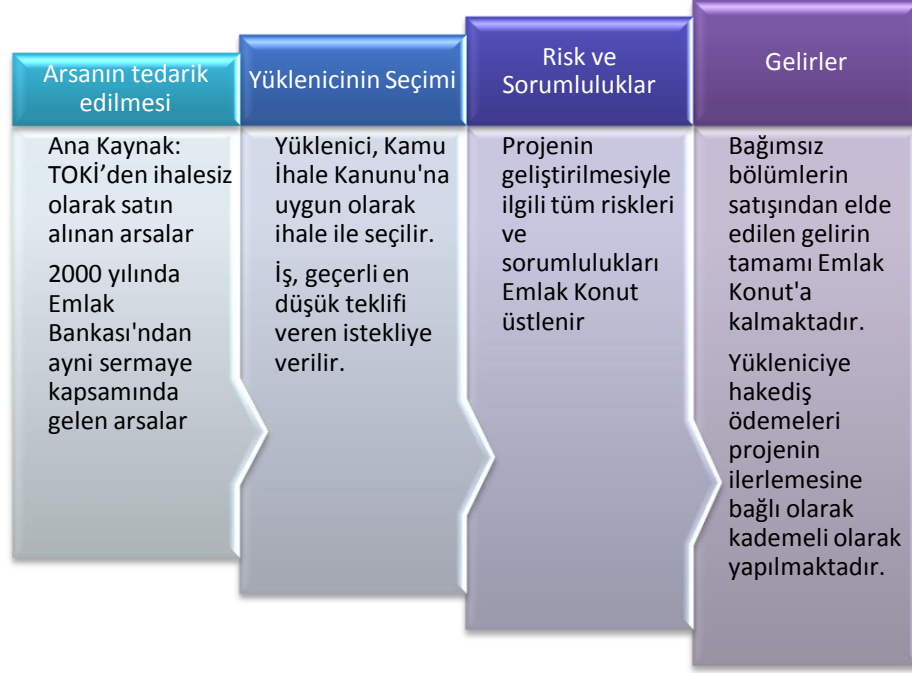 Arsanın tedarik
edilmesi
Ana Kaynak:
TOKİ’den ihalesiz
olarak satın
alınan arsalar
2000 yılında
Emlak
Bankası'ndan
ayni sermaye
kapsamında
gelen arsalar
Yüklenicinin Seçimi
Yüklenici, Kamu
İhale Kanunu'na
uygun olarak
ihale ile seçilir.
İş, geçerli en
düşük teklifi
veren istekliye
verilir.
Risk ve
Sorumluluklar
Projenin
geliştirilmesiyle
ilgili tüm riskleri
ve
sorumlulukları
Emlak Konut
üstlenir
Gelirler
Bağımsız
bölümlerin
satışından elde
edilen gelirin
tamamı Emlak
Konut'a
kalmaktadır.
Yükleniciye
hakediş
ödemeleri
projenin
ilerlemesine
bağlı olarak
kademeli olarak
yapılmaktadır.